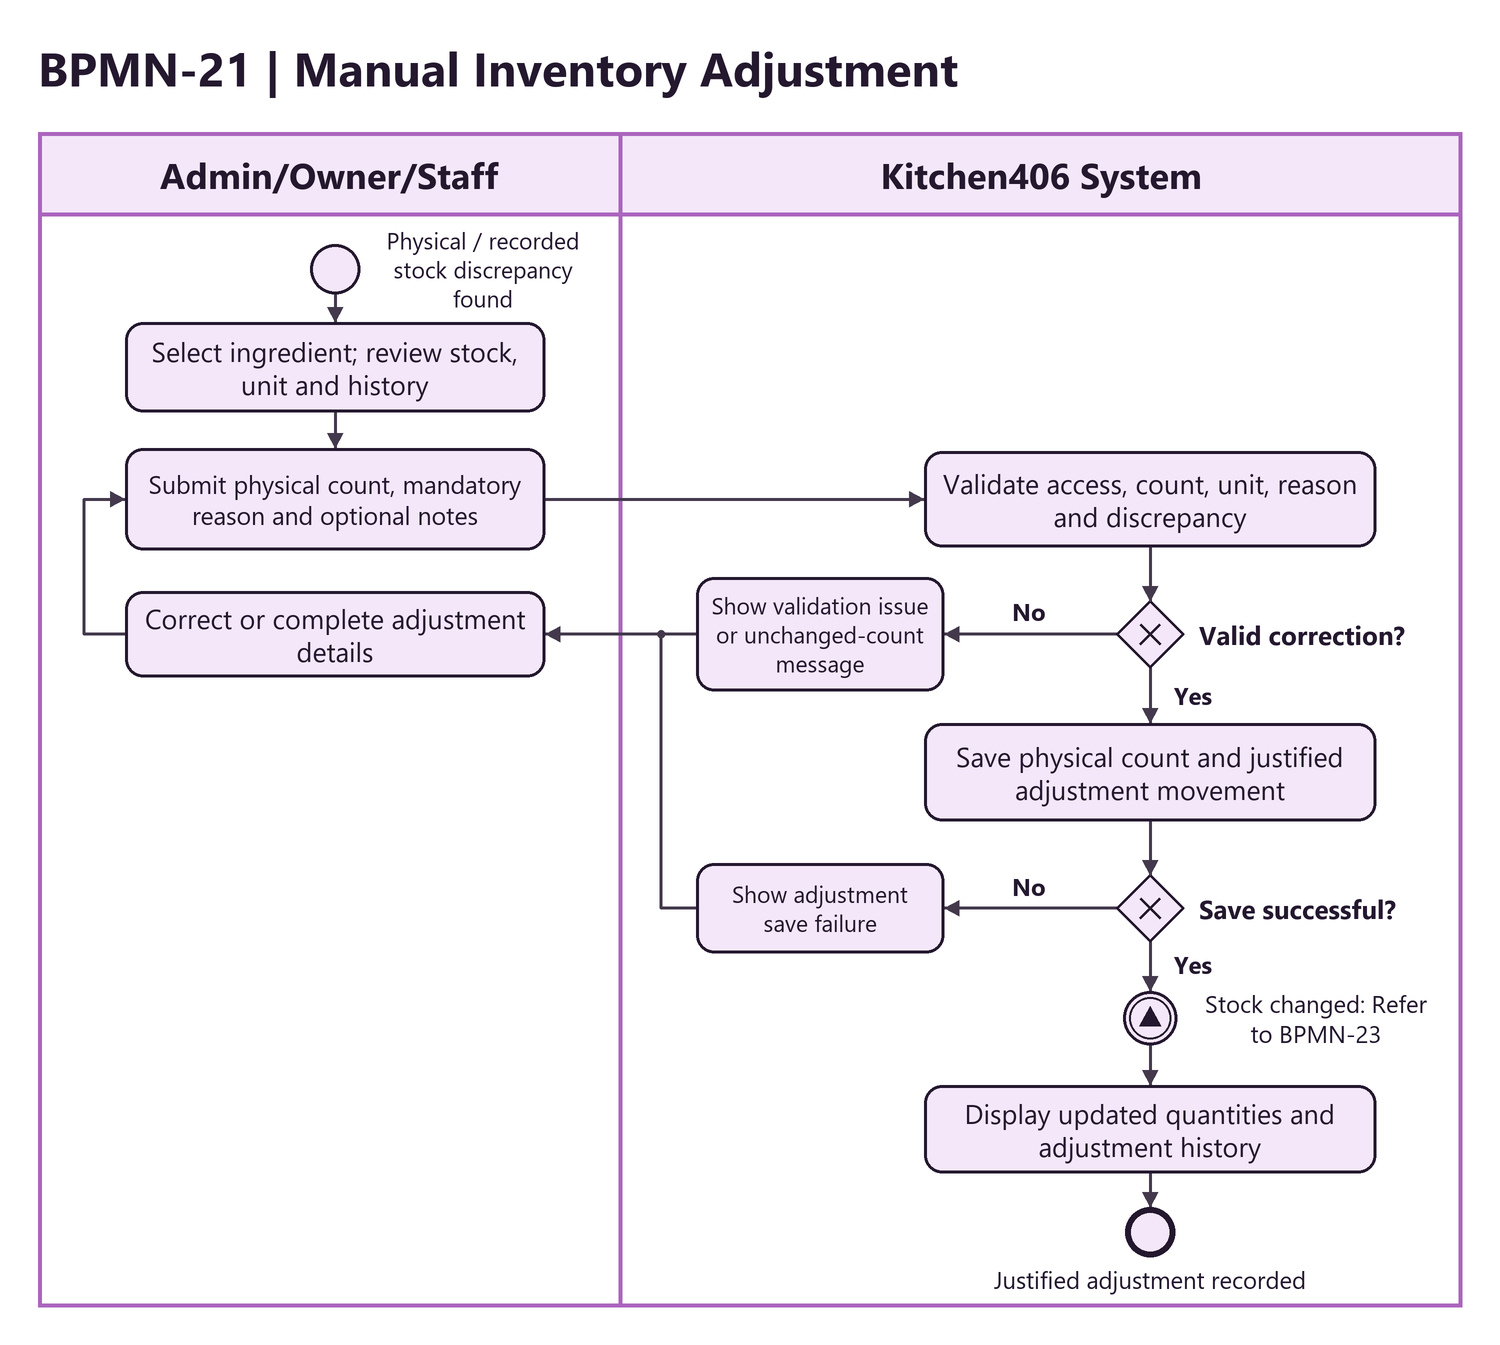 BPMN-21 | Manual Inventory Adjustment
Admin/Owner/Staff
Kitchen406 System
Physical / recorded
stock discrepancy
found
Select ingredient; review stock,
unit and history
Submit physical count, mandatory
reason and optional notes
Validate access, count, unit, reason
and discrepancy
Correct or complete adjustment
details
Show validation issue
or unchanged-count
message
No
Valid correction?
Yes
Save physical count and justified
adjustment movement
Show adjustment
save failure
No
Save successful?
Yes
Stock changed: Refer
to BPMN-23
Display updated quantities and
adjustment history
Justified adjustment recorded